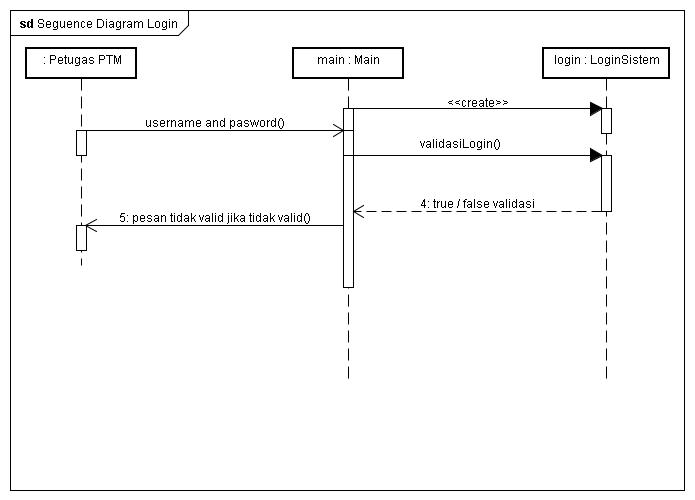 sd Seguence Diagram Login
: Petugas PTM
main : Main
login : LoginSistem
<<create>>
username and pasword()
validasiLogin()
4: true / false validasi
5: pesan tidak valid jika tidak valid()